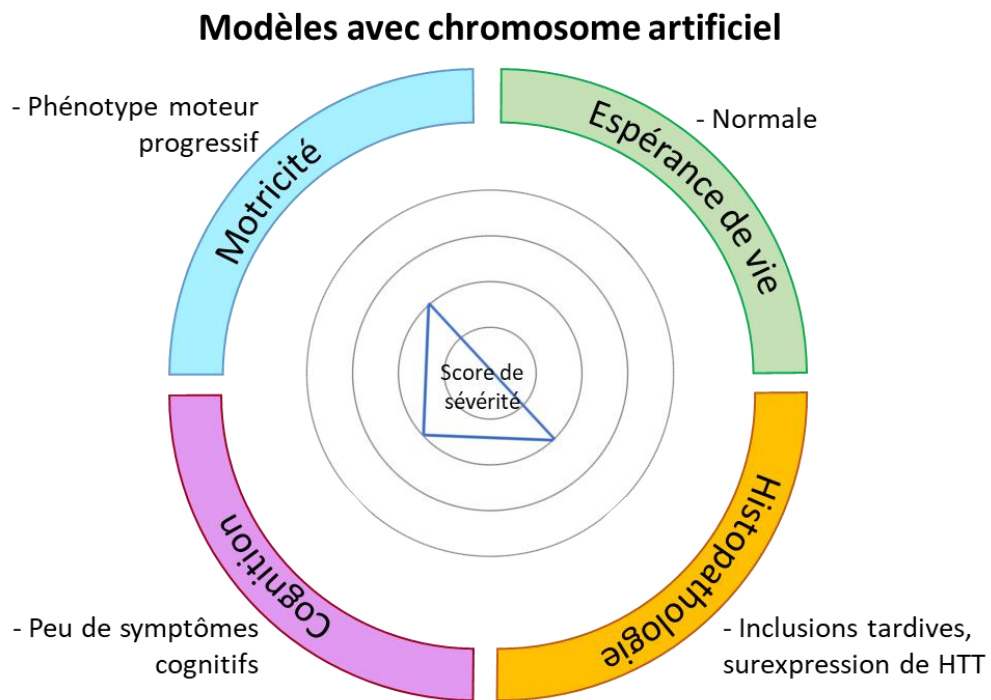 Modèles avec chromosome artificiel
- Phénotype moteur
progressif
Motricité
Espérance de vie
- Normale
Score de
sévérité
Cognition
- Peu de symptômes
cognitifs
Histopathologie
- Inclusions tardives,
surexpression de HTT